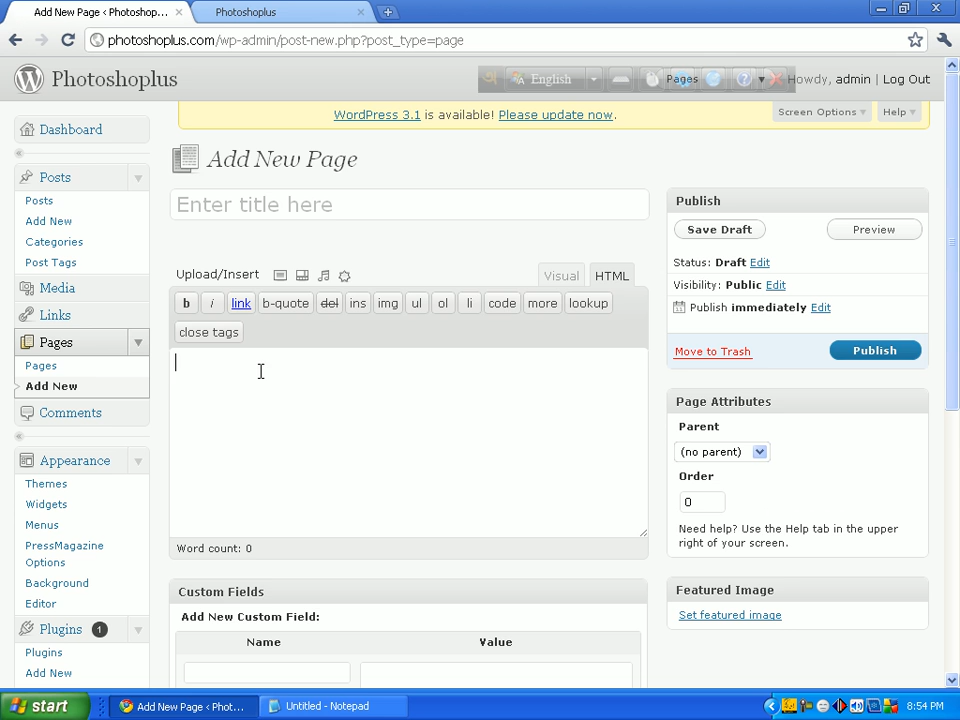 Add New Page < Photoshop...
Photoshoplus
photoshoplus.com/wp-admin/post-new.php?post_type=page
Photoshoplus
English
Pages
Howdy, admin | Log Out
WordPress 3.1 is available! Please update now.
Screen Options
Help
Dashboard
Posts
Posts
Add New
Categories
Post Tags
Media
Links
Pages
Pages
Add New
Comments
Appearance
Themes
Widgets
Menus
PressMagazine
Options
Background
Editor
Plugins 1
Plugins
Add New
Add New Page
Enter title here
Upload/Insert
Visual
HTML
b
i
link
b-quote
del
ins
img
ul
ol
li
code
more
lookup
close tags
Word count: 0
Custom Fields
Add New Custom Field:
Name
Value
Publish
Save Draft
Preview
Status: Draft Edit
Visibility: Public Edit
Publish immediately Edit
Move to Trash
Publish
Page Attributes
Parent
(no parent)
Order
0
Need help? Use the Help tab in the upper
right of your screen.
Featured Image
Set featured image
start
Add New Page < Phot...
Untitled - Notepad
8:54 PM